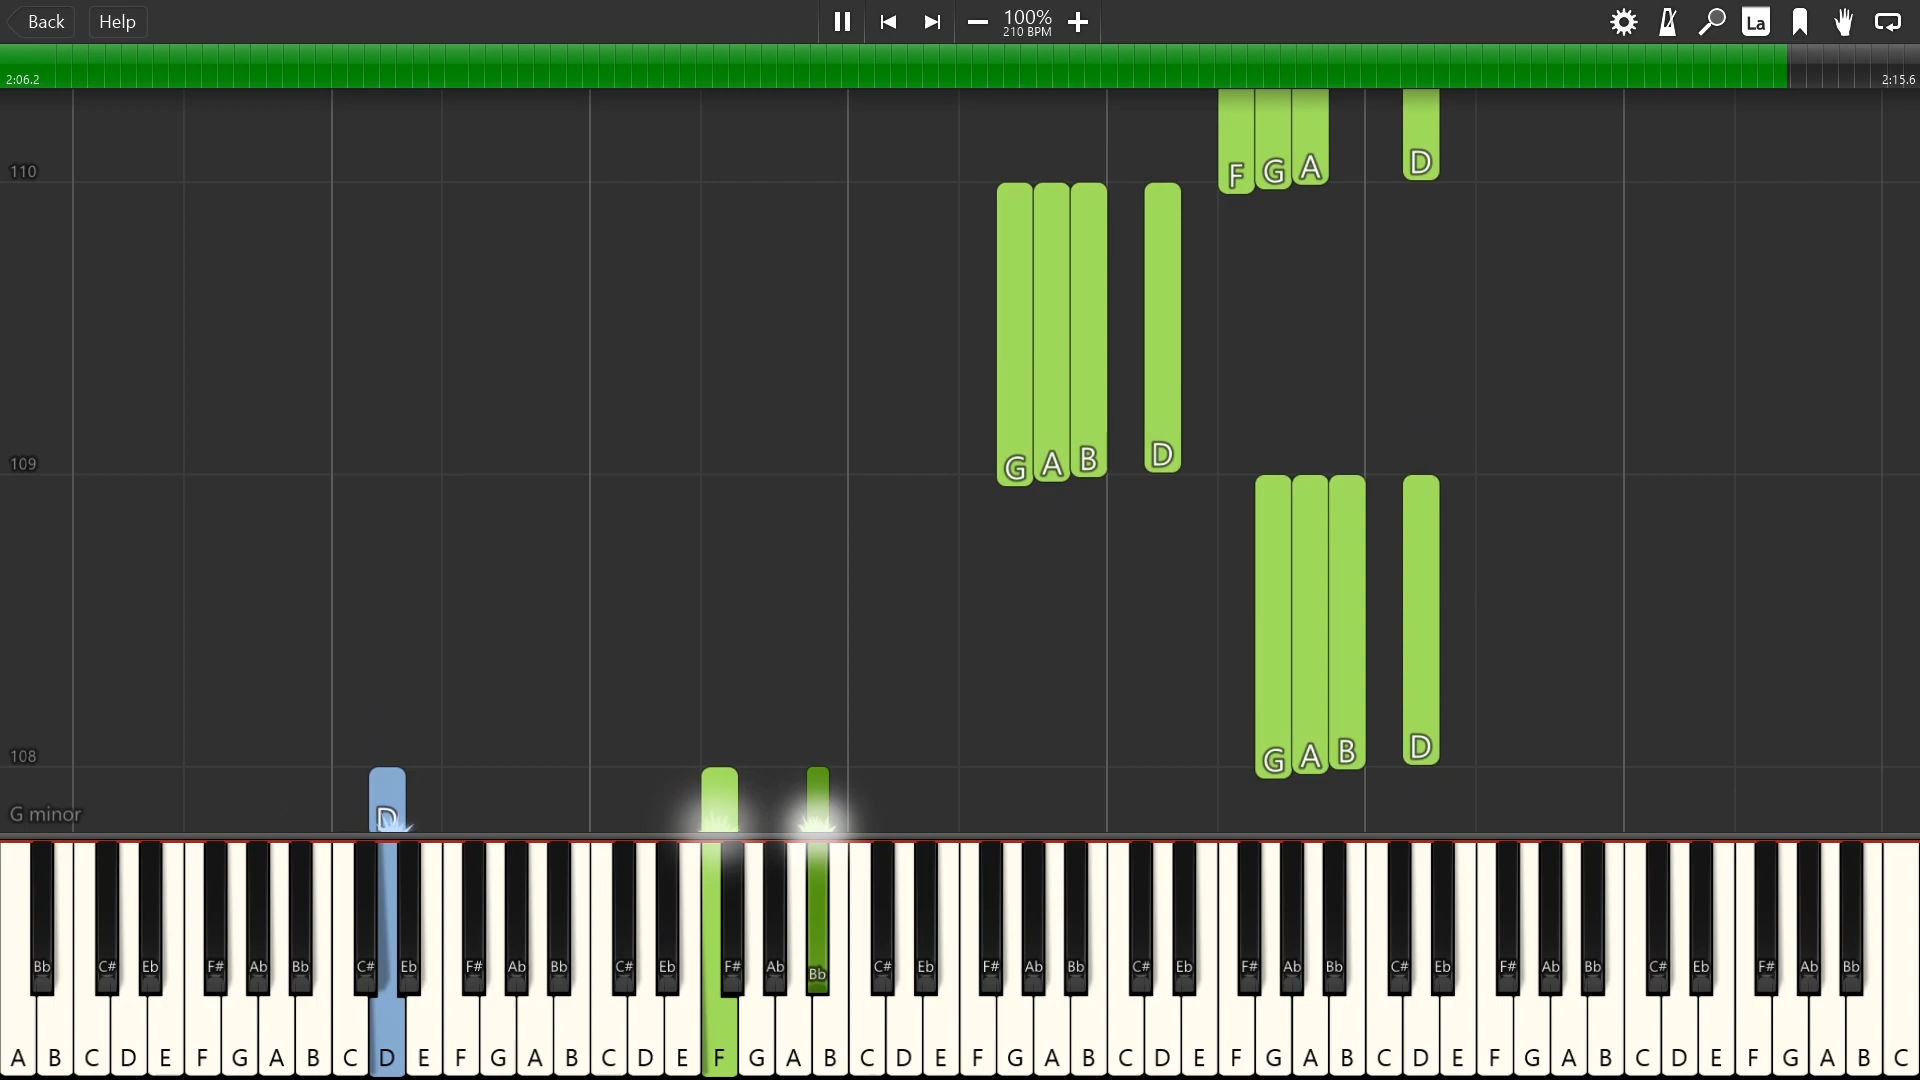 Back Help 100% La
210 BPM
2:06.2 2:15.6
110 F G A D
109 G A B D
108 G A B D
G minor D
Bb C# Eb F# Ab Bb C# Eb F# Ab Bb C# Eb F# Ab Bb C# Eb F# Ab Bb C# Eb F# Ab Bb C# Eb F# Ab Bb C# Eb F# Ab Bb
A B C D E F G A B C D E F G A B C D E F G A B C D E F G A B C D E F G A B C D E F G A B C D E F G A B C